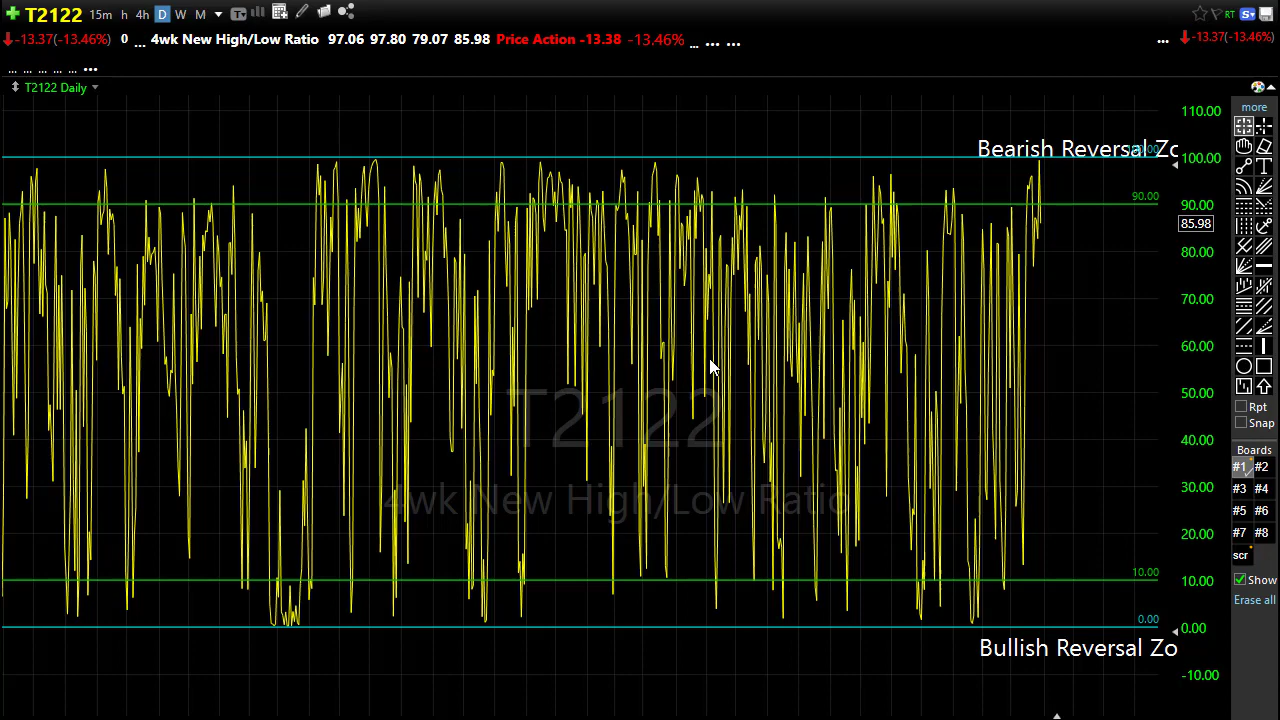 T2122 15m h 4h D W M
RT
-13.37(-13.46%) 0 ... 4wk New High/Low Ratio 97.06 97.80 79.07 85.98 Price Action -13.38 -13.46% ... ... ...
... -13.37(-13.46%)
... ... ... ... ... ...
T2122 Daily
more
110.00
Bearish Reversal Zo
100.00
90.00
90.00
85.98
80.00
70.00
60.00
50.00
40.00
30.00
20.00
10.00
10.00
0.00
0.00
Bullish Reversal Zo
-10.00
T2122
4wk New High/Low Ratio
Rpt
Snap
Boards
#1 #2
#3 #4
#5 #6
#7 #8
scr
Show
Erase all